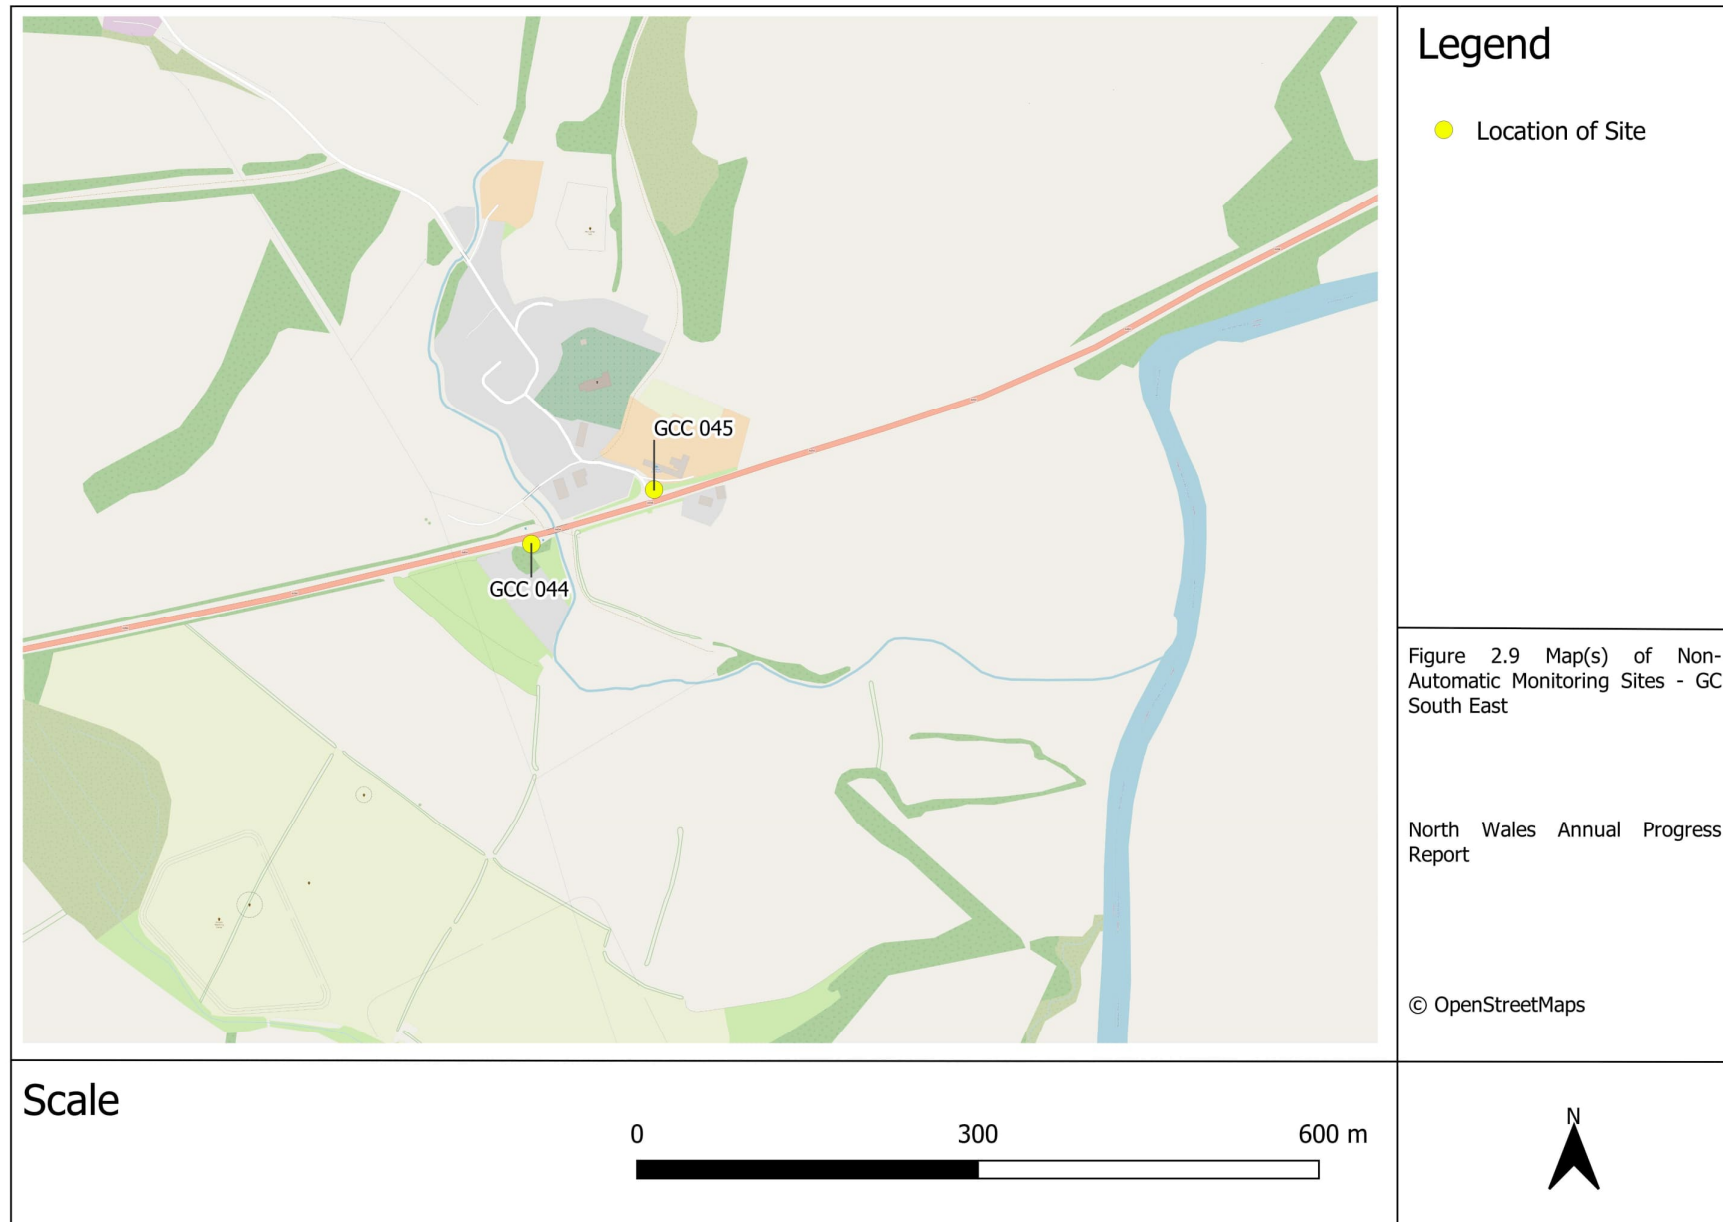 Legend
Location of Site
GCC 045
GCC 044
Figure 2.9 Map(s) of Non-
Automatic Monitoring Sites - GC
South East
North Wales Annual Progress
Report
© OpenStreetMaps
Scale
0 300 600 m
N